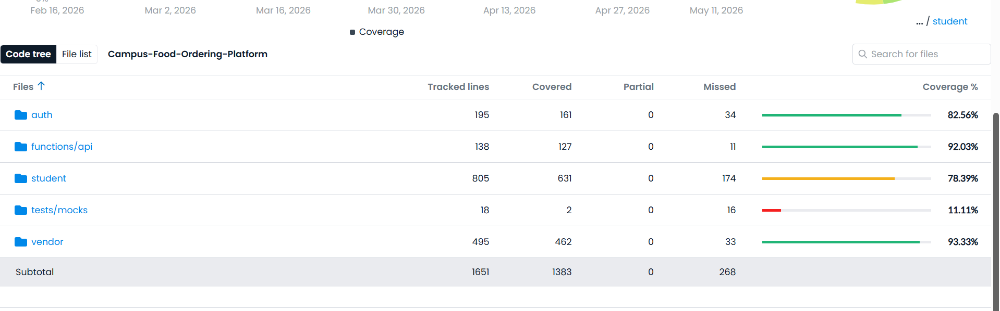 Feb 16, 2026 Mar 2, 2026 Mar 16, 2026 Mar 30, 2026 Apr 13, 2026 Apr 27, 2026 May 11, 2026
... / student
Coverage
Code tree File list Campus-Food-Ordering-Platform Search for files
Files ↑ Tracked lines Covered Partial Missed Coverage %
auth 195 161 0 34 82.56%
functions/api 138 127 0 11 92.03%
student 805 631 0 174 78.39%
tests/mocks 18 2 0 16 11.11%
vendor 495 462 0 33 93.33%
Subtotal 1651 1383 0 268